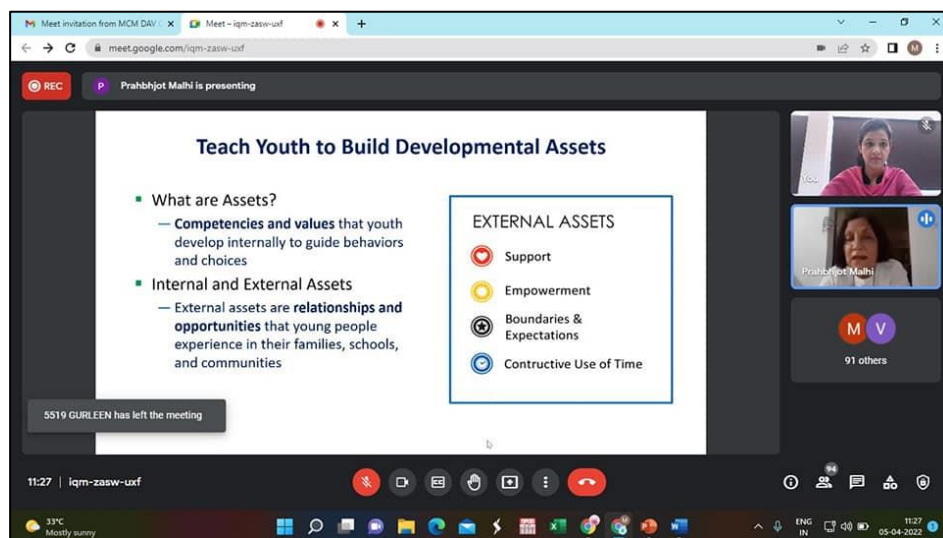 Meet invitation from MCM DAV C
Meet – iqm-zasw-uxf
meet.google.com/iqm-zasw-uxf
M
REC
P
Prahbhjot Malhi is presenting
Teach Youth to Build Developmental Assets
What are Assets?
— Competencies and values that youth
develop internally to guide behaviors
and choices
Internal and External Assets
— External assets are relationships and
opportunities that young people
experience in their families, schools,
and communities
EXTERNAL ASSETS
Support
Empowerment
Boundaries &
Expectations
Contructive Use of Time
You
Prahbhjot Malhi
M V
91 others
5519 GURLEEN has left the meeting
11:27 | iqm-zasw-uxf
94
33°C
Mostly sunny
ENG
IN
11:27
05-04-2022